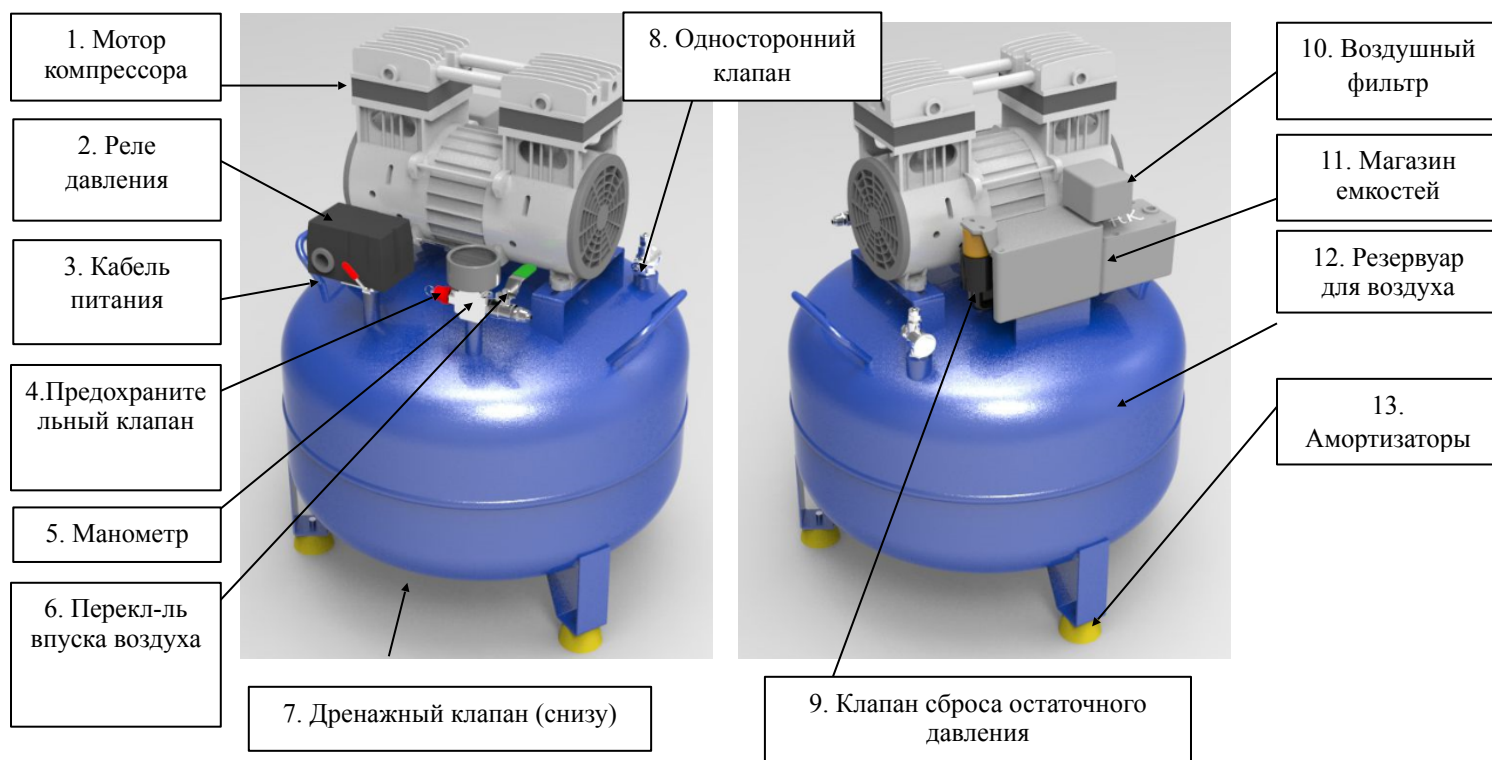 1. Мотор
компрессора
2. Реле
давления
3. Кабель
питания
4.Предохраните
льный клапан
5. Манометр
6. Перекл-ль
впуска воздуха
7. Дренажный клапан (снизу)
8. Односторонний
клапан
9. Клапан сброса остаточного
давления
10. Воздушный
фильтр
11. Магазин
емкостей
12. Резервуар
для воздуха
13.
Амортизаторы